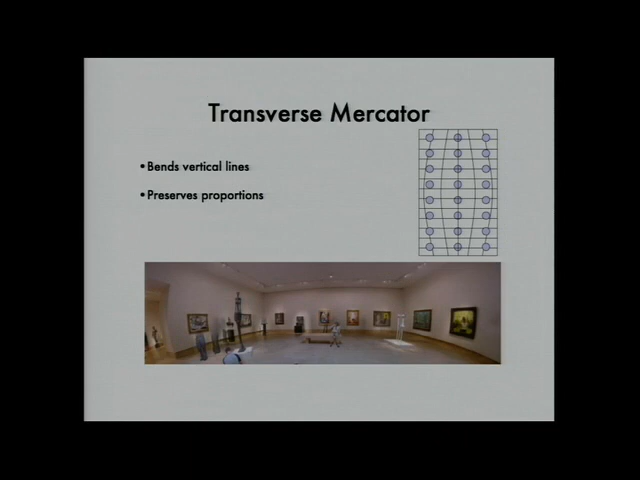 Transverse Mercator
•Bends vertical lines
•Preserves proportions